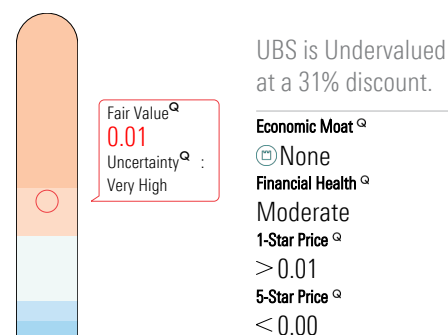 UBS is Undervalued
at a 31% discount.
Fair Value Q
0.01
Uncertainty Q :
Very High
Economic Moat Q
None
Financial Health Q
Moderate
1-Star Price Q
>0.01
5-Star Price Q
<0.00